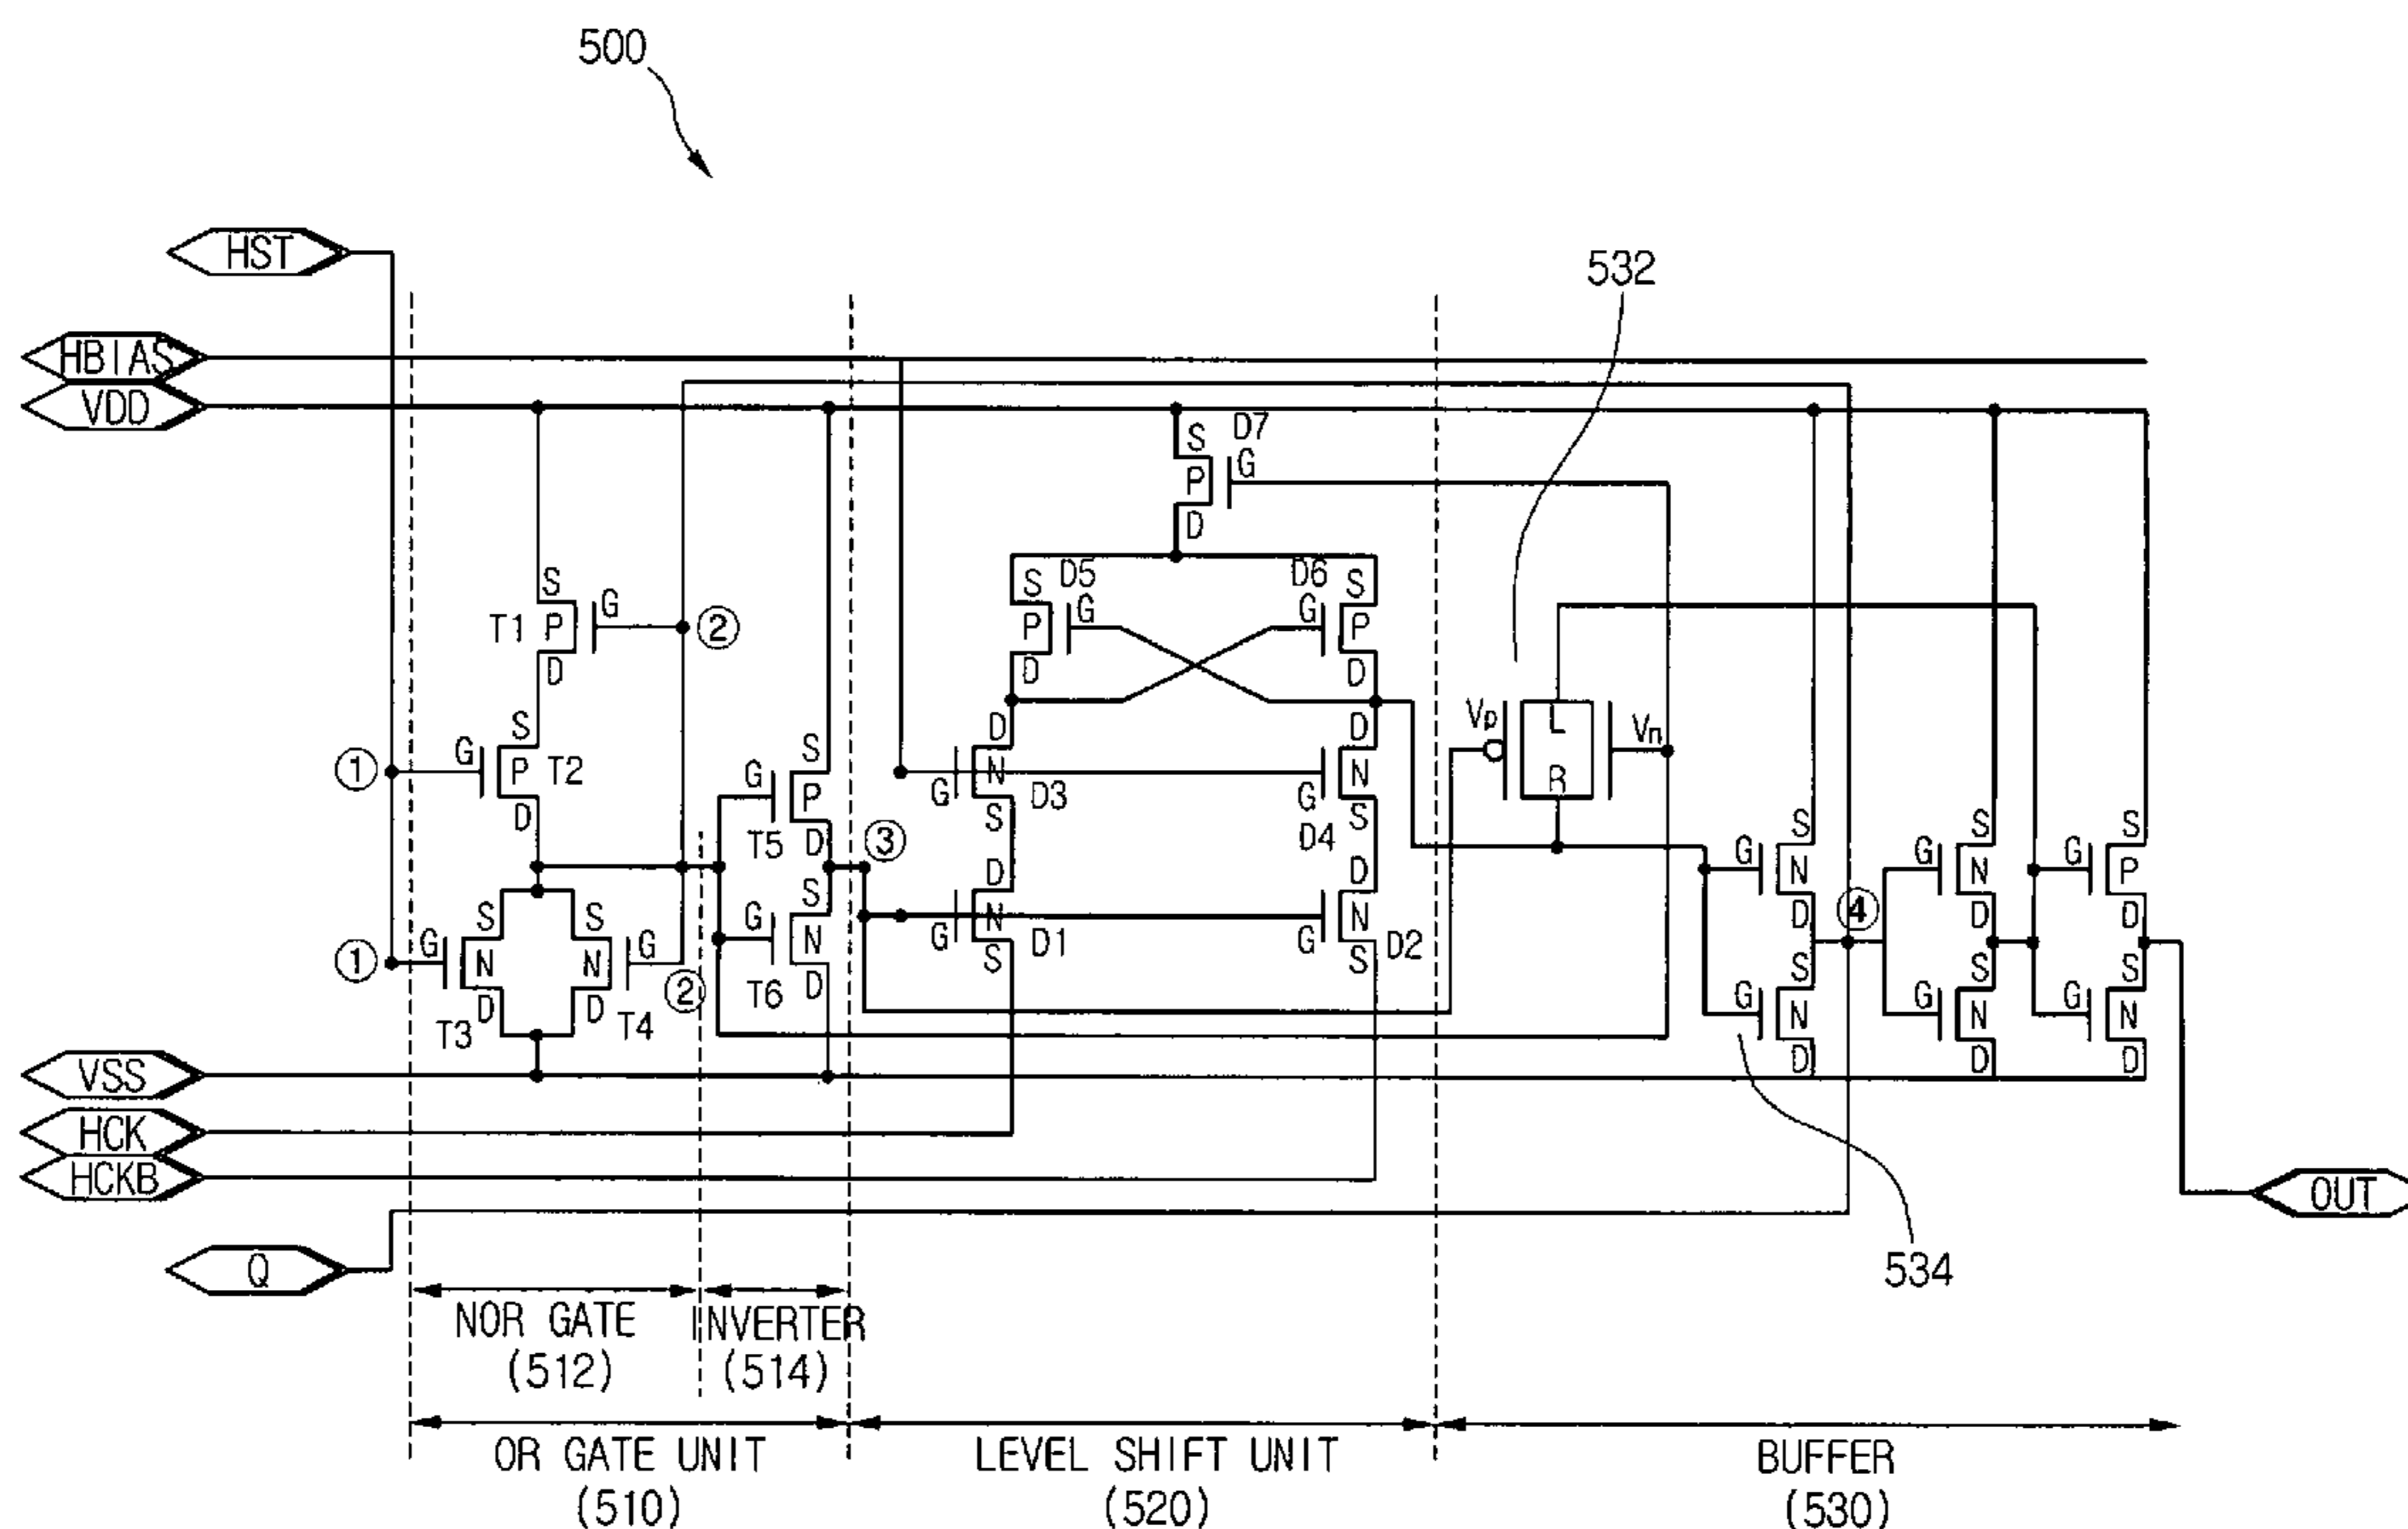 500
HST
532
HBIAS
VDD
S D7
P G
D
S D5 D6 S
P G G P
D D
S
T1 P G ②
D
S
① G P T2
D
S
G P
T5 D ③
D D
G N D3 G N
S D4 S
D D
G N D1 G N D2
S S
Vp L Vn
R
S S
① G N N G
D D
T3 ② T4
S
G N
T6 D
S S S
G N G N G P
D ④ D D
S S S
G N G N G N
D D D
VSS
HCK
HCKB
OUT
Q
534
NOR GATE INVERTER
(512) (514)
OR GATE UNIT LEVEL SHIFT UNIT BUFFER
(510) (520) (530)